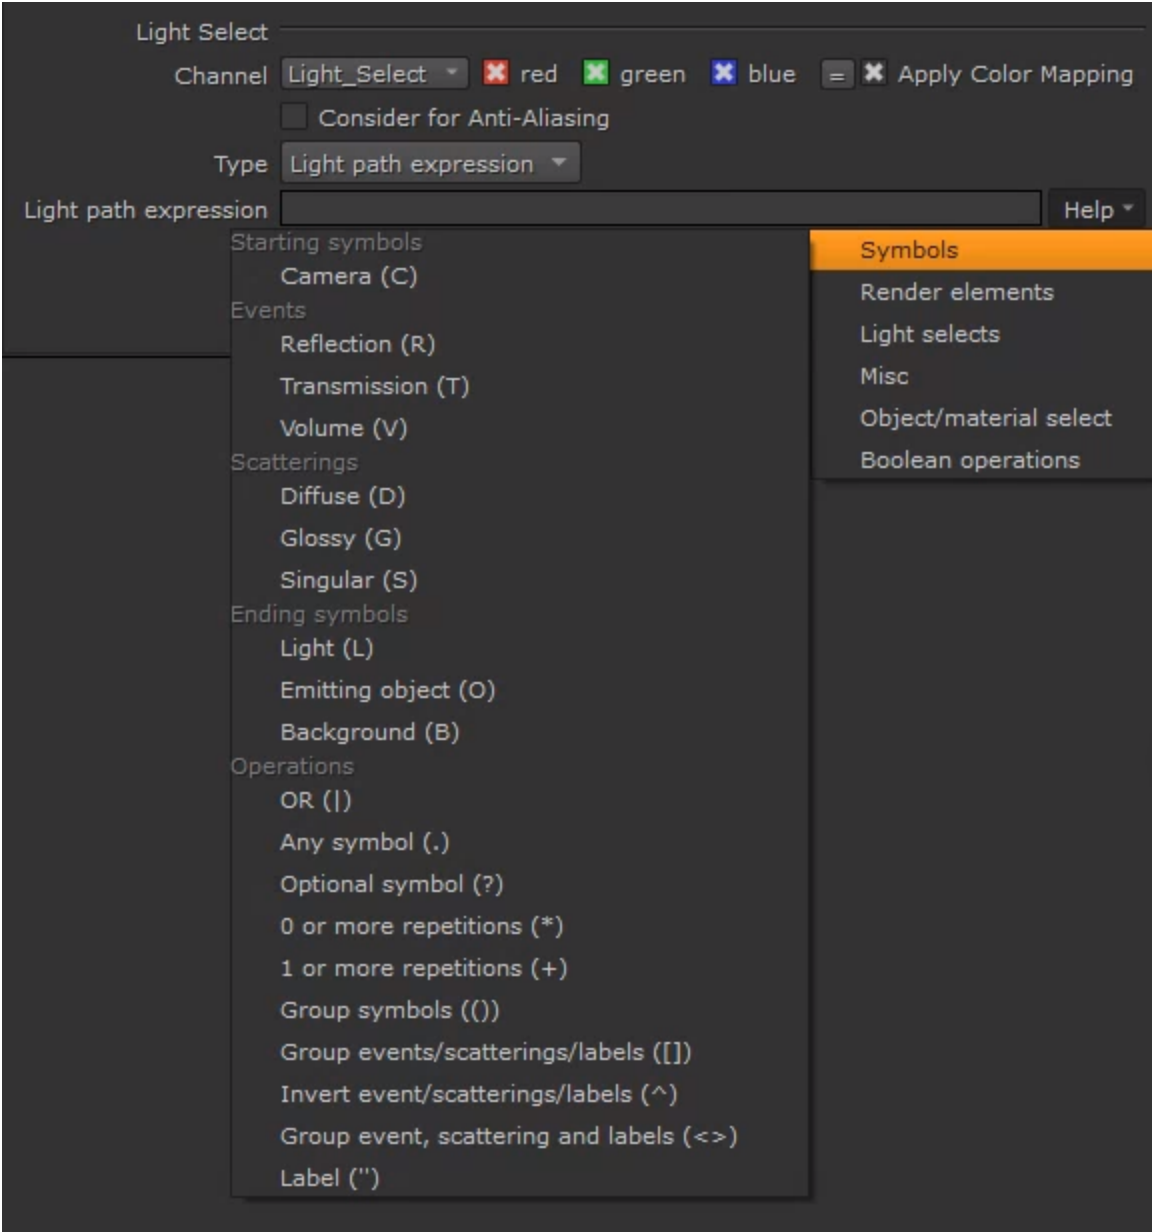 Light Select
Channel Light_Select red green blue = Apply Color Mapping
Consider for Anti-Aliasing
Type Light path expression
Light path expression Help
Starting symbols
Camera (C)
Events
Reflection (R)
Transmission (T)
Volume (V)
Scatterings
Diffuse (D)
Glossy (G)
Singular (S)
Ending symbols
Light (L)
Emitting object (O)
Background (B)
Operations
OR (|)
Any symbol (.)
Optional symbol (?)
0 or more repetitions (*)
1 or more repetitions (+)
Group symbols (())
Group events/scatterings/labels ([])
Invert event/scatterings/labels (^)
Group event, scattering and labels (<>)
Label ('')
Symbols
Render elements
Light selects
Misc
Object/material select
Boolean operations